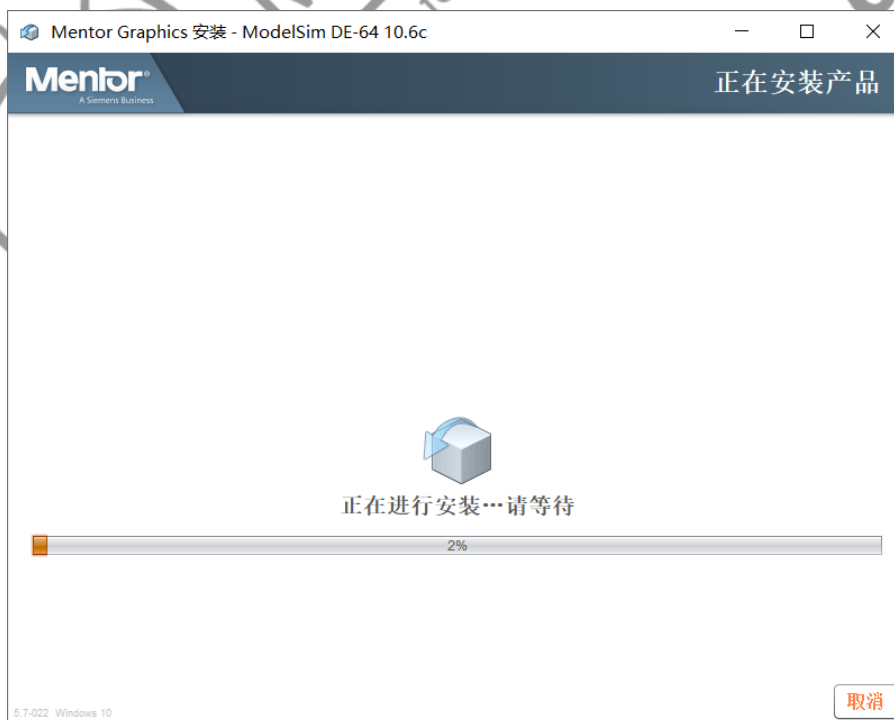 Mentor Graphics 安装 - ModelSim DE-64 10.6c
Mentor®
A Siemens Business
正在安装产品
正在进行安装…请等待
2%
取消
5.7-022 Windows 10